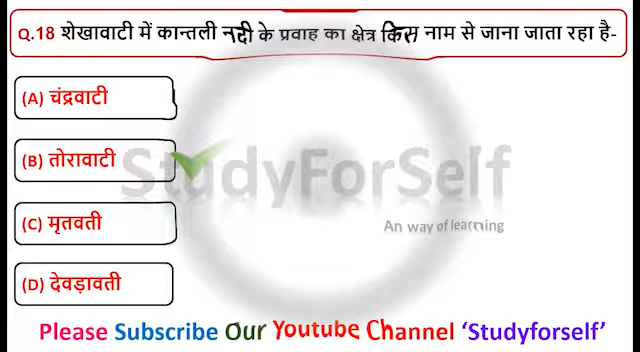 Q.18 शेखावाटी में कान्तली नदी के प्रवाह का क्षेत्र किस नाम से जाना जाता रहा है-
(A) चंद्रवाटी
(B) तोरावाटी
StudyForSelf
(C) मृतवती
An way of learning
(D) देवड़ावती
Please Subscribe Our Youtube Channel ‘Studyforself’